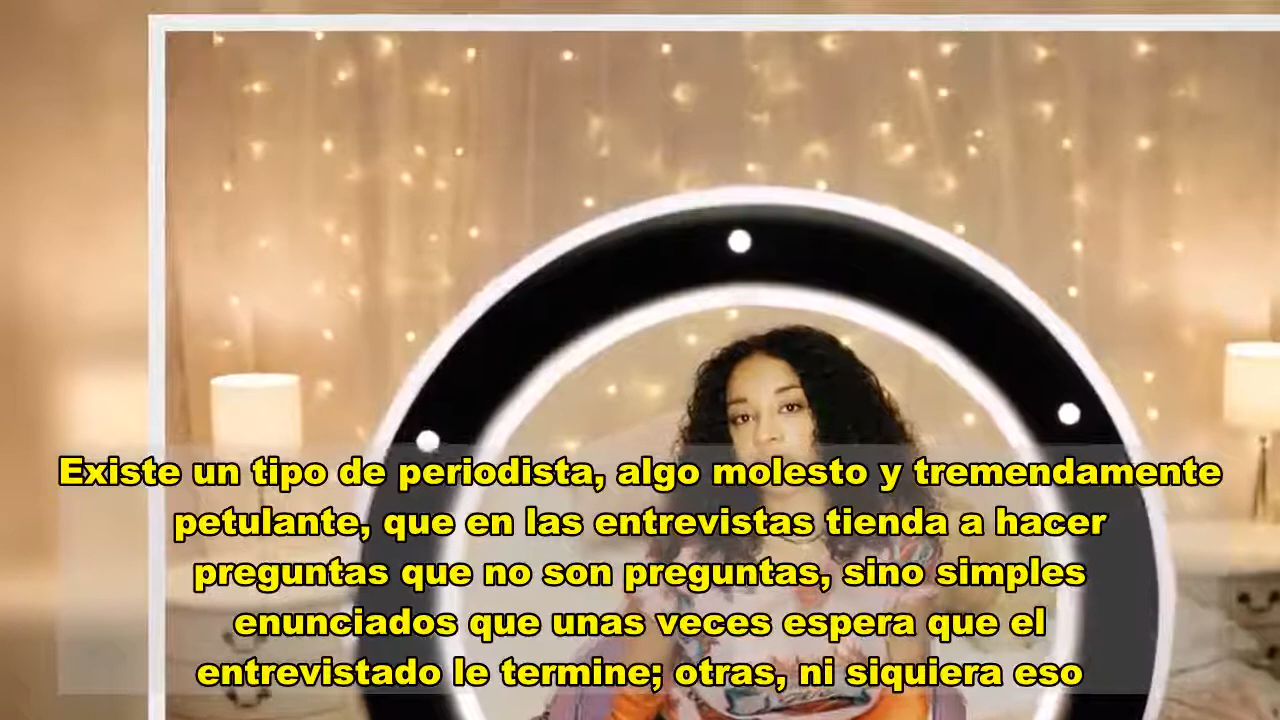 Existe un tipo de periodista, algo molesto y tremendamente
petulante, que en las entrevistas tienda a hacer
preguntas que no son preguntas, sino simples
enunciados que unas veces espera que el
entrevistado le termine; otras, ni siquiera eso